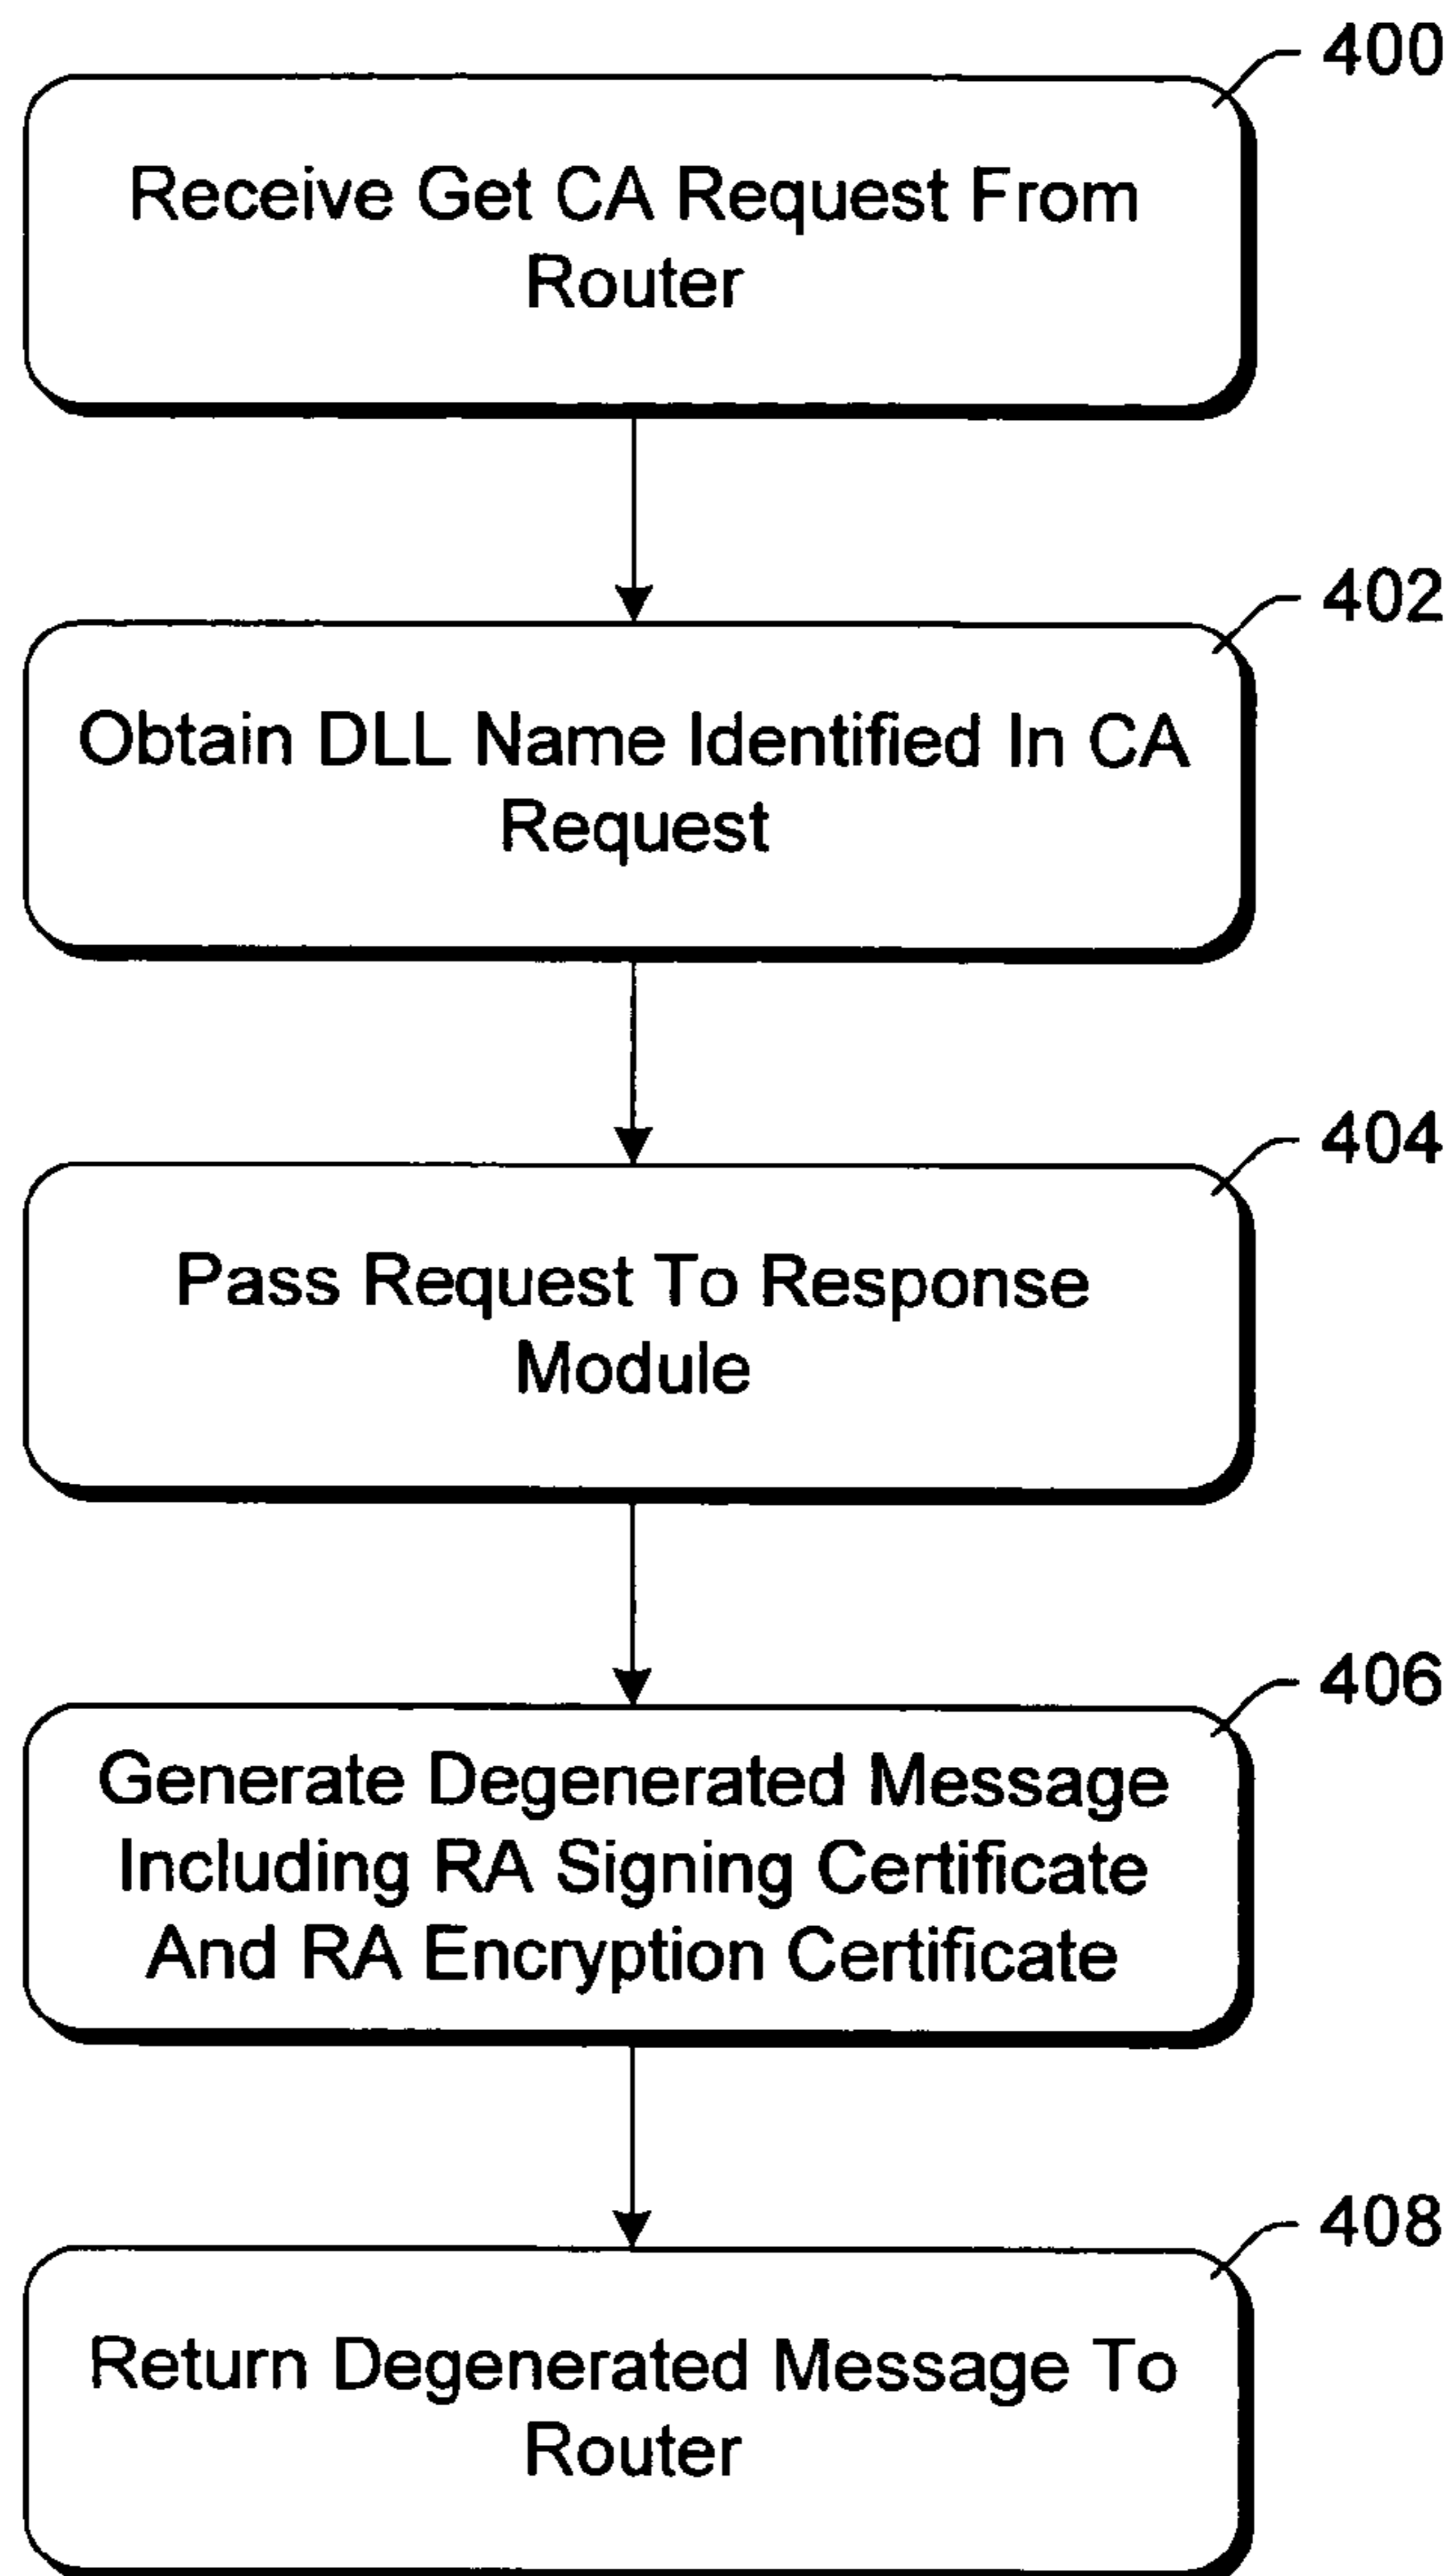 400
Receive Get CA Request From
Router
402
Obtain DLL Name Identified In CA
Request
404
Pass Request To Response
Module
406
Generate Degenerated Message
Including RA Signing Certificate
And RA Encryption Certificate
408
Return Degenerated Message To
Router